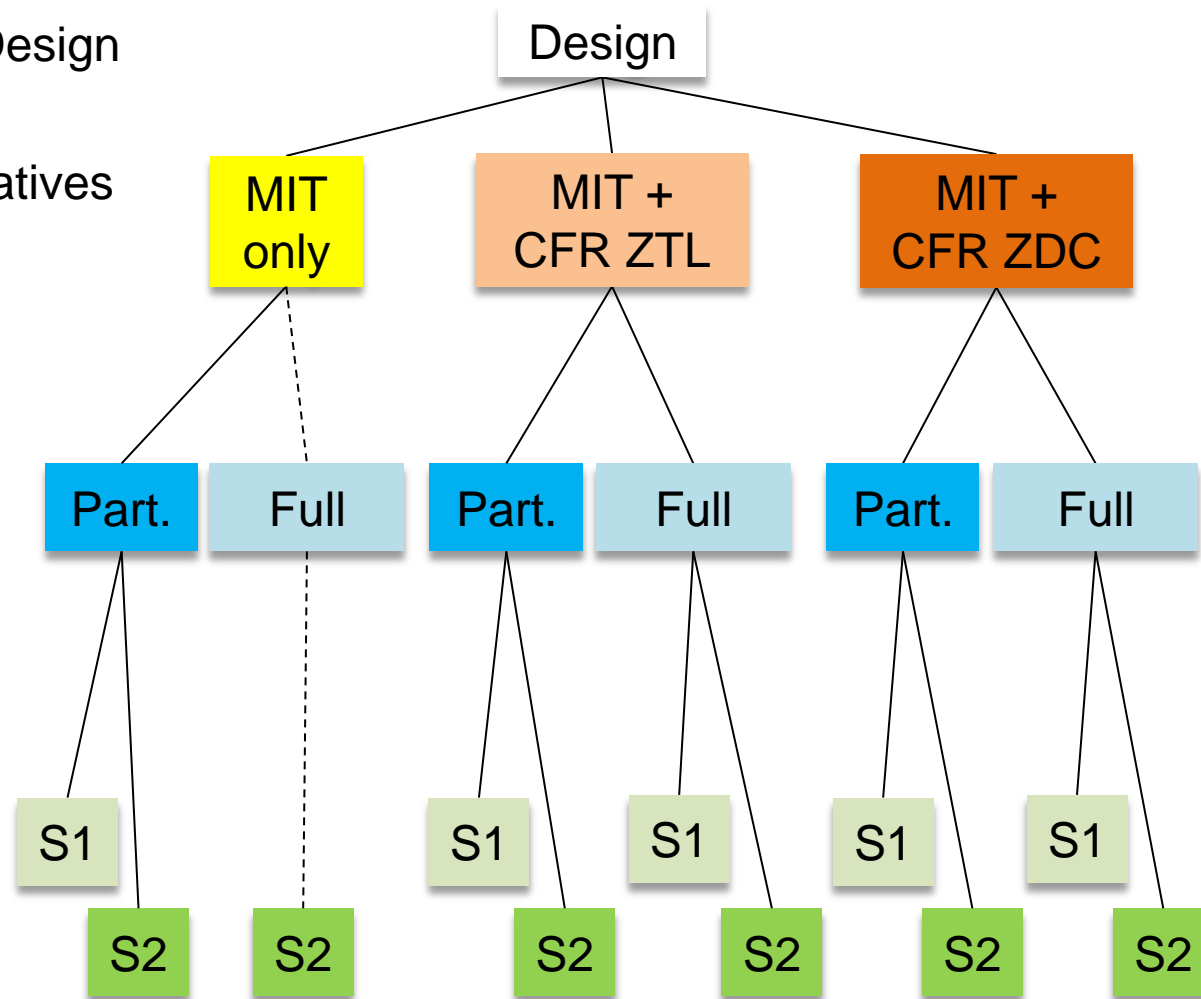 Design
Design
atives
MIT
only
MIT +
CFR ZTL
MIT +
CFR ZDC
Part.
Full
Part.
Full
Part.
Full
S1
S1
S1
S1
S1
S2
S2
S2
S2
S2
S2